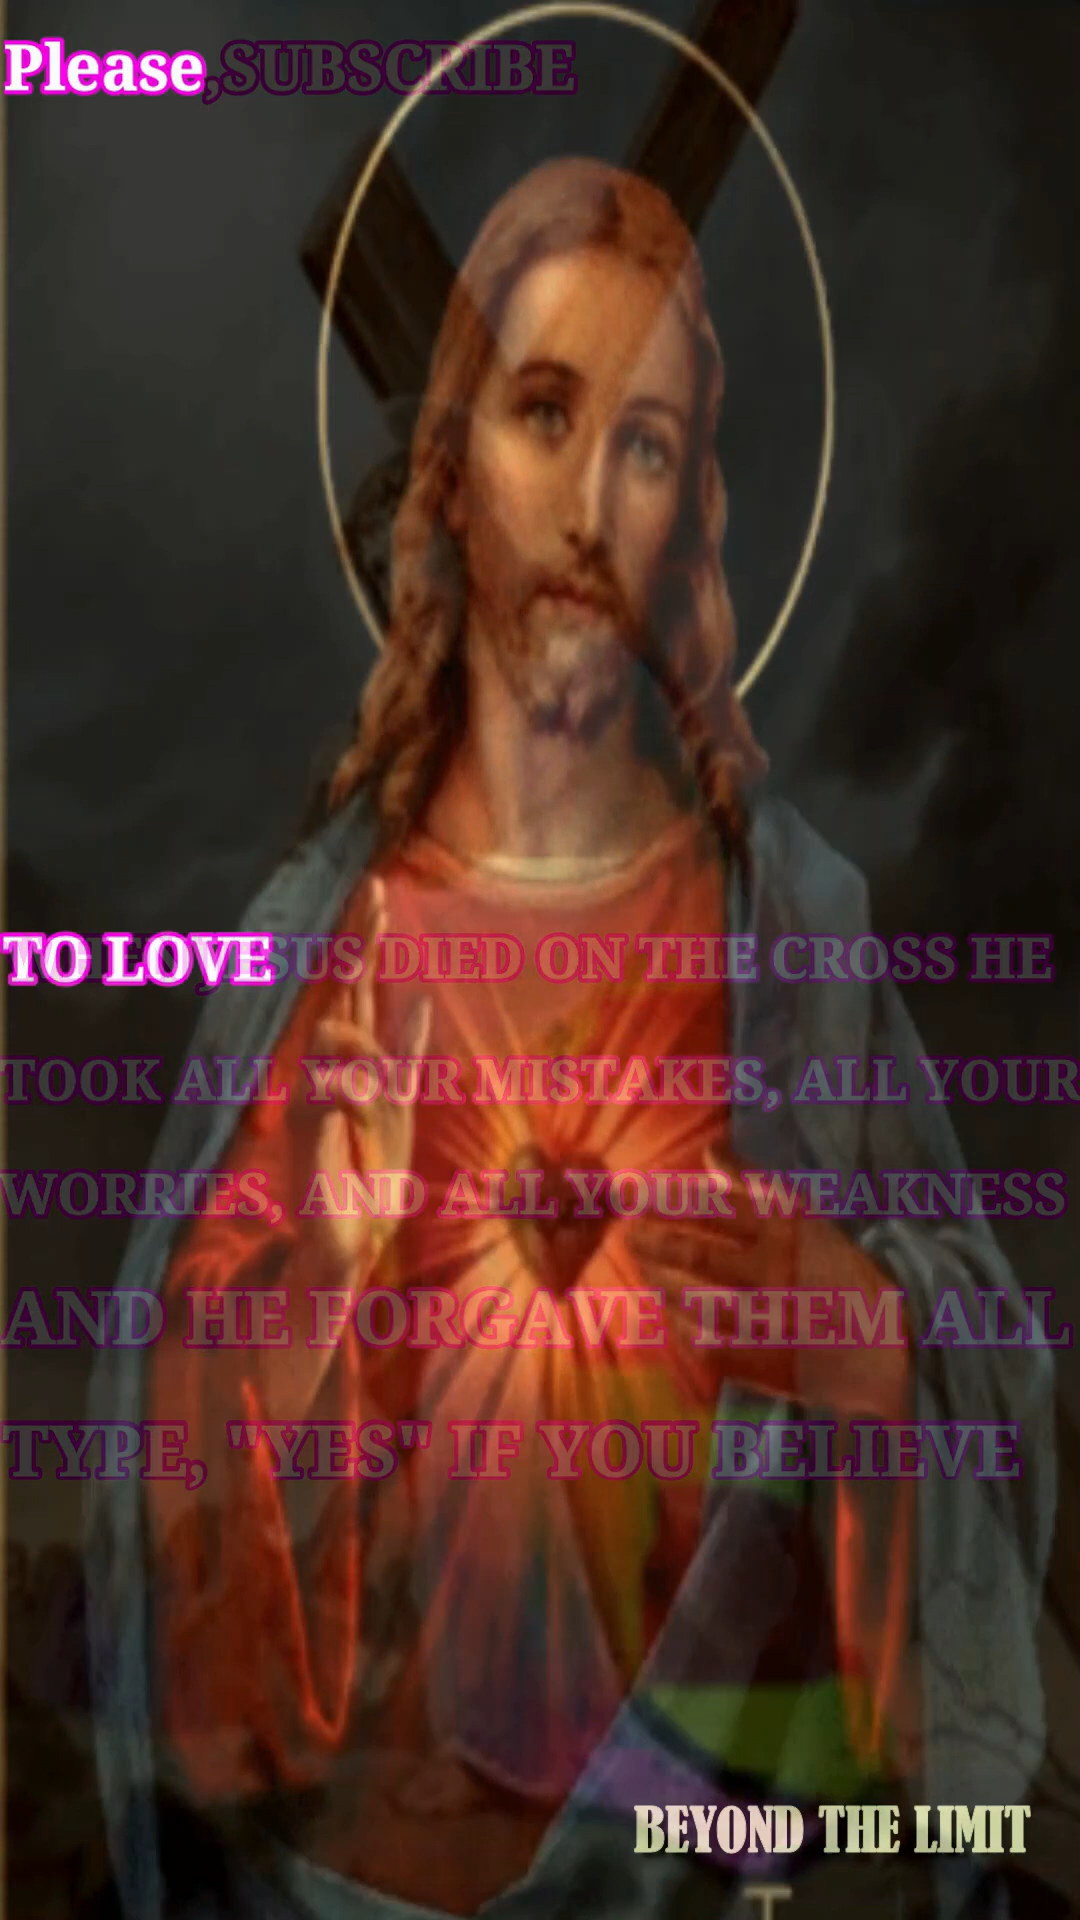 Please,SUBSCRIBE
TO LOVE
SUS DIED ON THE CROSS HE
TOOK ALL YOUR MISTAKES, ALL YOUR
WORRIES, AND ALL YOUR WEAKNESS
AND HE FORGAVE THEM ALL
TYPE, "YES" IF YOU BELIEVE
BEYOND THE LIMIT